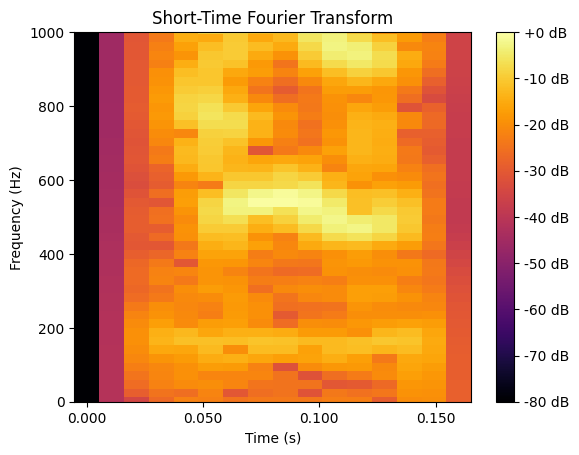 Short-Time Fourier Transform
Frequency (Hz)
1000
800
600
400
200
0
0.000
0.050
0.100
0.150
Time (s)
+0 dB
-10 dB
-20 dB
-30 dB
-40 dB
-50 dB
-60 dB
-70 dB
-80 dB